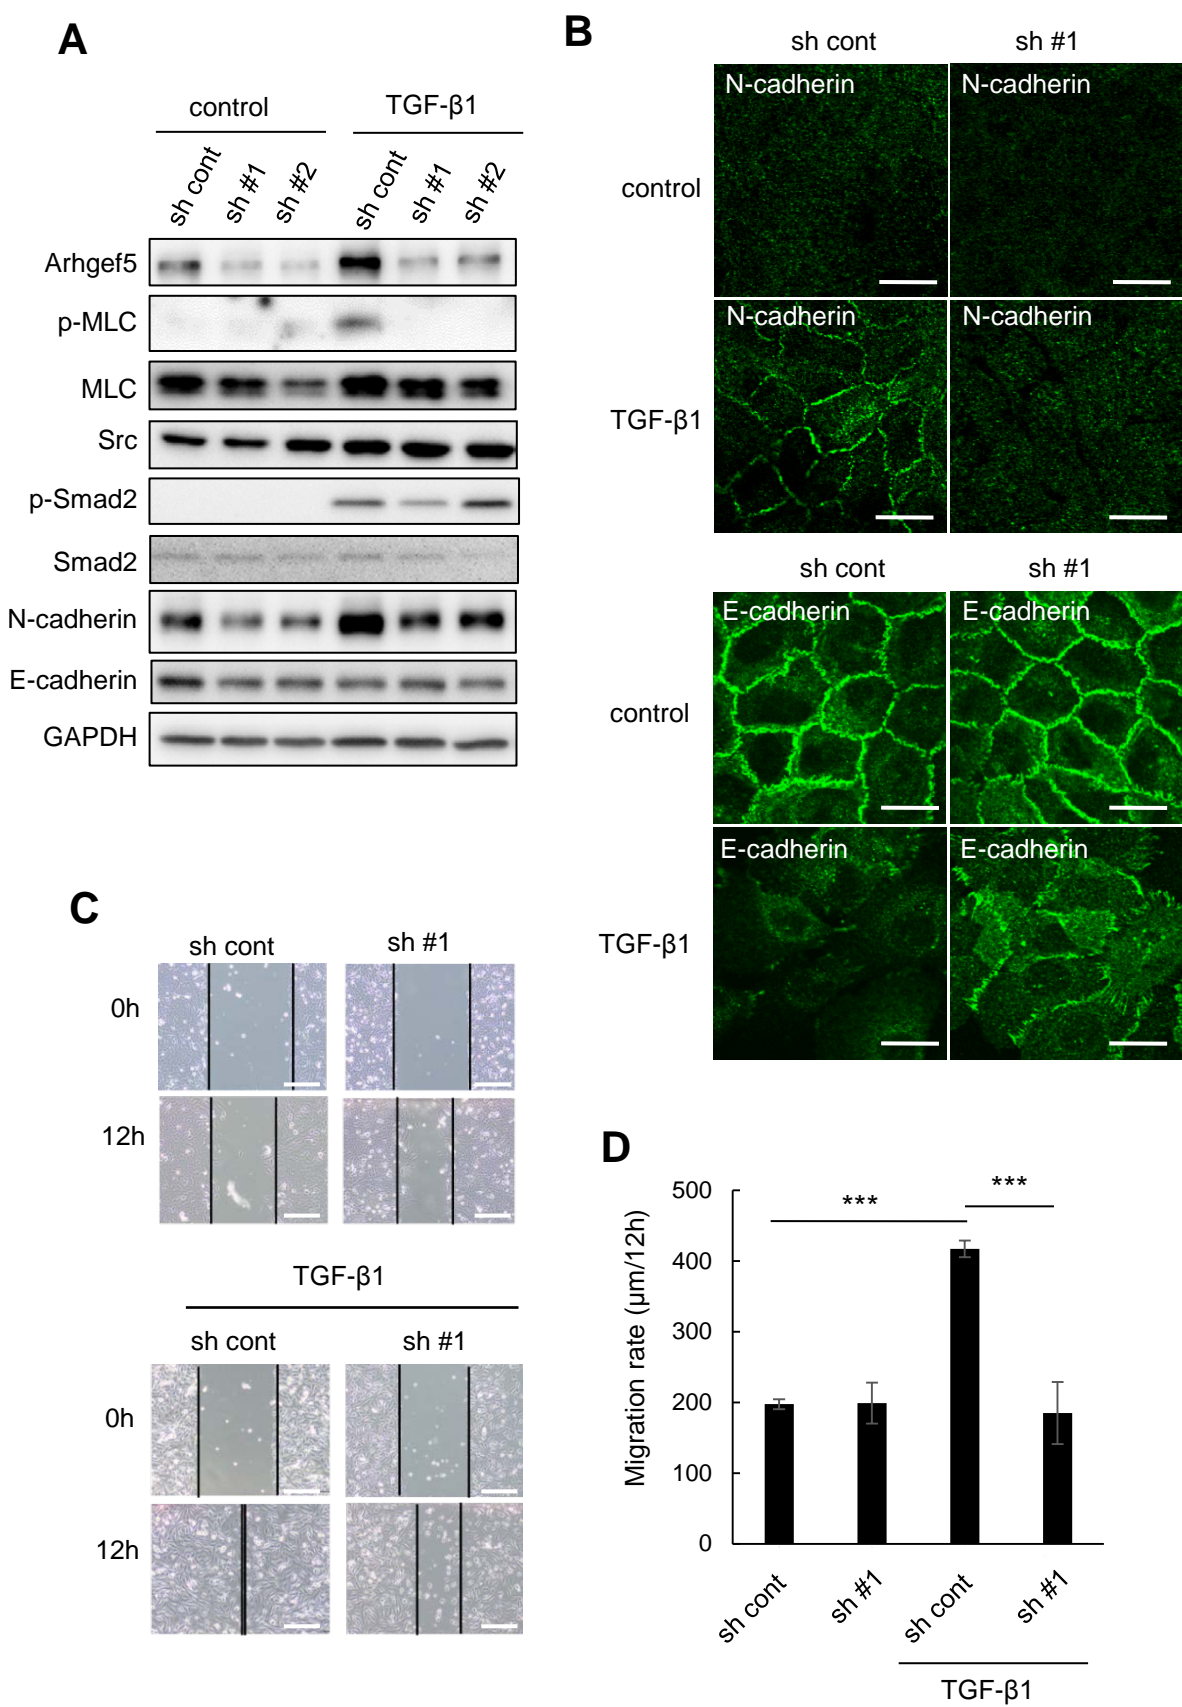 A
control
TGF-β1
sh cont
sh #1
sh #2
sh cont
sh #1
sh #2
Arhgef5
p-MLC
MLC
Src
p-Smad2
Smad2
N-cadherin
E-cadherin
GAPDH
B
sh cont
sh #1
control
N-cadherin
N-cadherin
TGF-β1
N-cadherin
N-cadherin
sh cont
sh #1
control
E-cadherin
E-cadherin
TGF-β1
E-cadherin
E-cadherin
C
sh cont
sh #1
0h
12h
TGF-β1
sh cont
sh #1
0h
12h
D
Migration rate (μm/12h)
500
400
300
200
100
0
***
***
sh cont
sh #1
sh cont
sh #1
TGF-β1